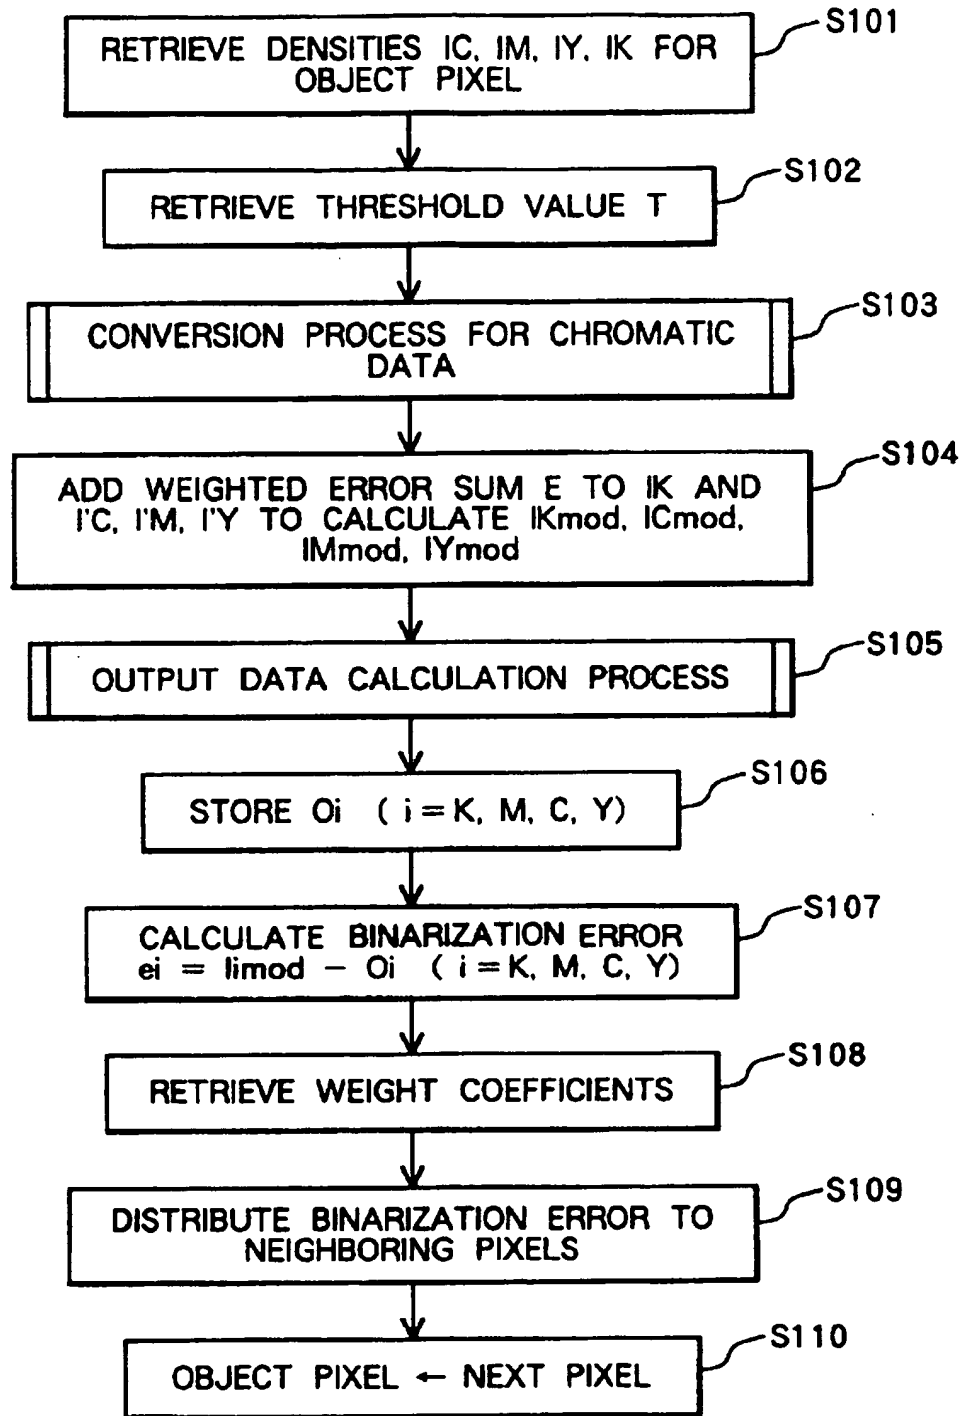 S101
RETRIEVE DENSITIES IC, IM, IY, IK FOR
OBJECT PIXEL
S102
RETRIEVE THRESHOLD VALUE T
S103
CONVERSION PROCESS FOR CHROMATIC
DATA
S104
ADD WEIGHTED ERROR SUM E TO IK AND
I'C, I'M, I'Y TO CALCULATE IKmod, ICmod,
IMmod, IYmod
S105
OUTPUT DATA CALCULATION PROCESS
S106
STORE Oi ( i = K, M, C, Y)
S107
CALCULATE BINARIZATION ERROR
ei = Iimod - Oi ( i = K, M, C, Y)
S108
RETRIEVE WEIGHT COEFFICIENTS
S109
DISTRIBUTE BINARIZATION ERROR TO
NEIGHBORING PIXELS
S110
OBJECT PIXEL ← NEXT PIXEL